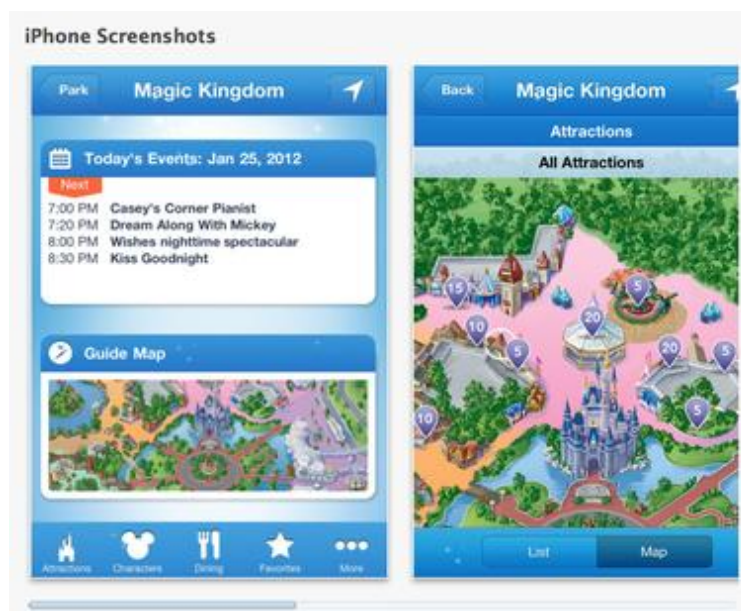 iPhone Screenshots
Park Magic Kingdom
Today's Events: Jan 25, 2012
Next
7:00 PM Casey's Corner Pianist
7:20 PM Dream Along With Mickey
8:00 PM Wishes nighttime spectacular
8:30 PM Kiss Goodnight
Guide Map
Attractions Characters Dining Favorites More
Back Magic Kingdom
Attractions
All Attractions
5
15
20
10
20
5
5
5
10
List Map